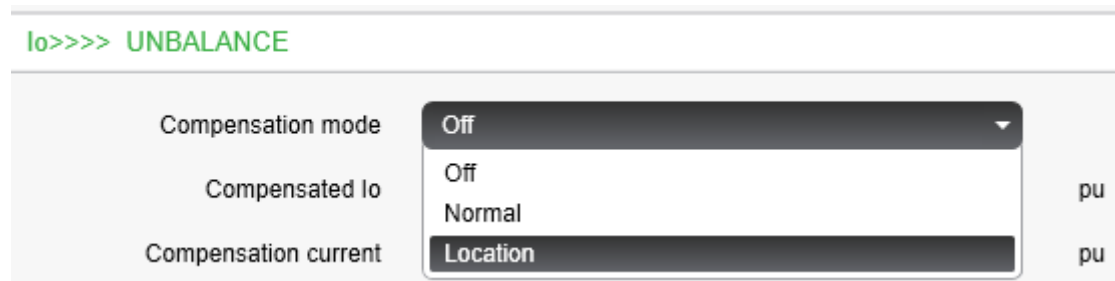 Io>>>> UNBALANCE
Compensation mode Off
Off
Compensated Io pu
Normal
Compensation current Location pu